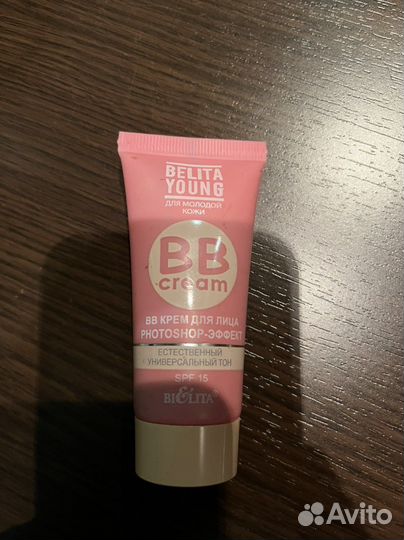 BELITA
YOUNG
ДЛЯ МОЛОДОЙ
КОЖИ
BB
cream
BB КРЕМ ДЛЯ ЛИЦА
PHOTOSHOP-ЭФФЕКТ
ЕСТЕСТВЕННЫЙ
УНИВЕРСАЛЬНЫЙ ТОН
SPF 15
BIELITA
Avito